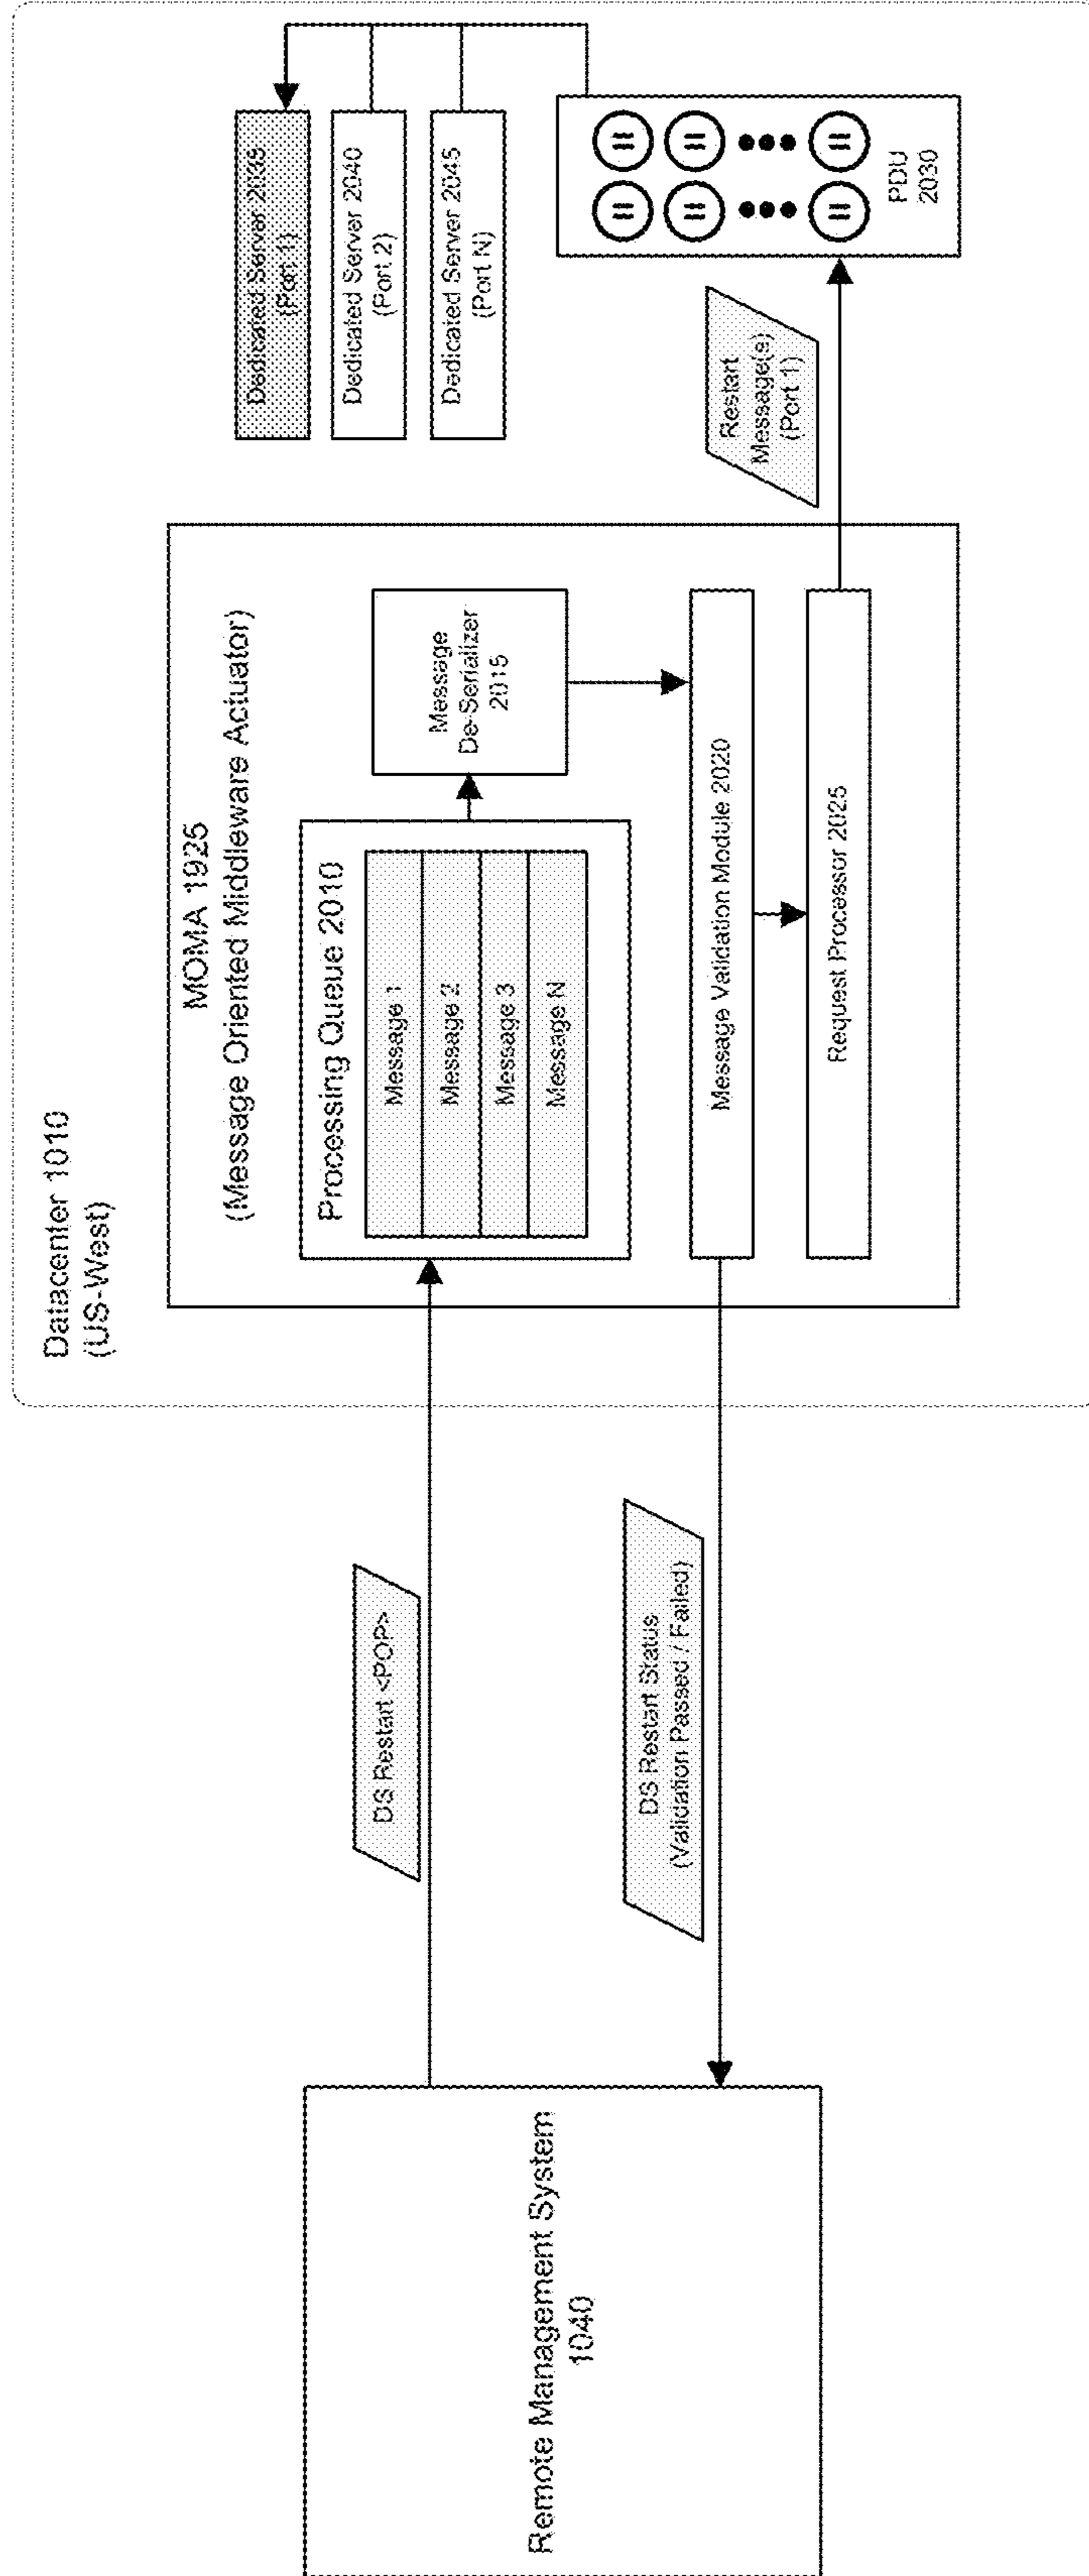 Datacenter 1010
(US-West)
MOMA 1925
(Message Oriented Middleware Actuator)
Processing Queue 2010
Message 1
Message 2
Message 3
Message N
Message
De-Serializer
2015
Message Validation Module 2020
Request Processor 2025
Remote Management System
1040
DS Restart <POP>
DS Restart Status
(Validation Passed / Failed)
Restart
Message(s)
(Port 1)
Dedicated Server 2035
(Port 1)
Dedicated Server 2040
(Port 2)
Dedicated Server 2045
(Port N)
PDU
2030